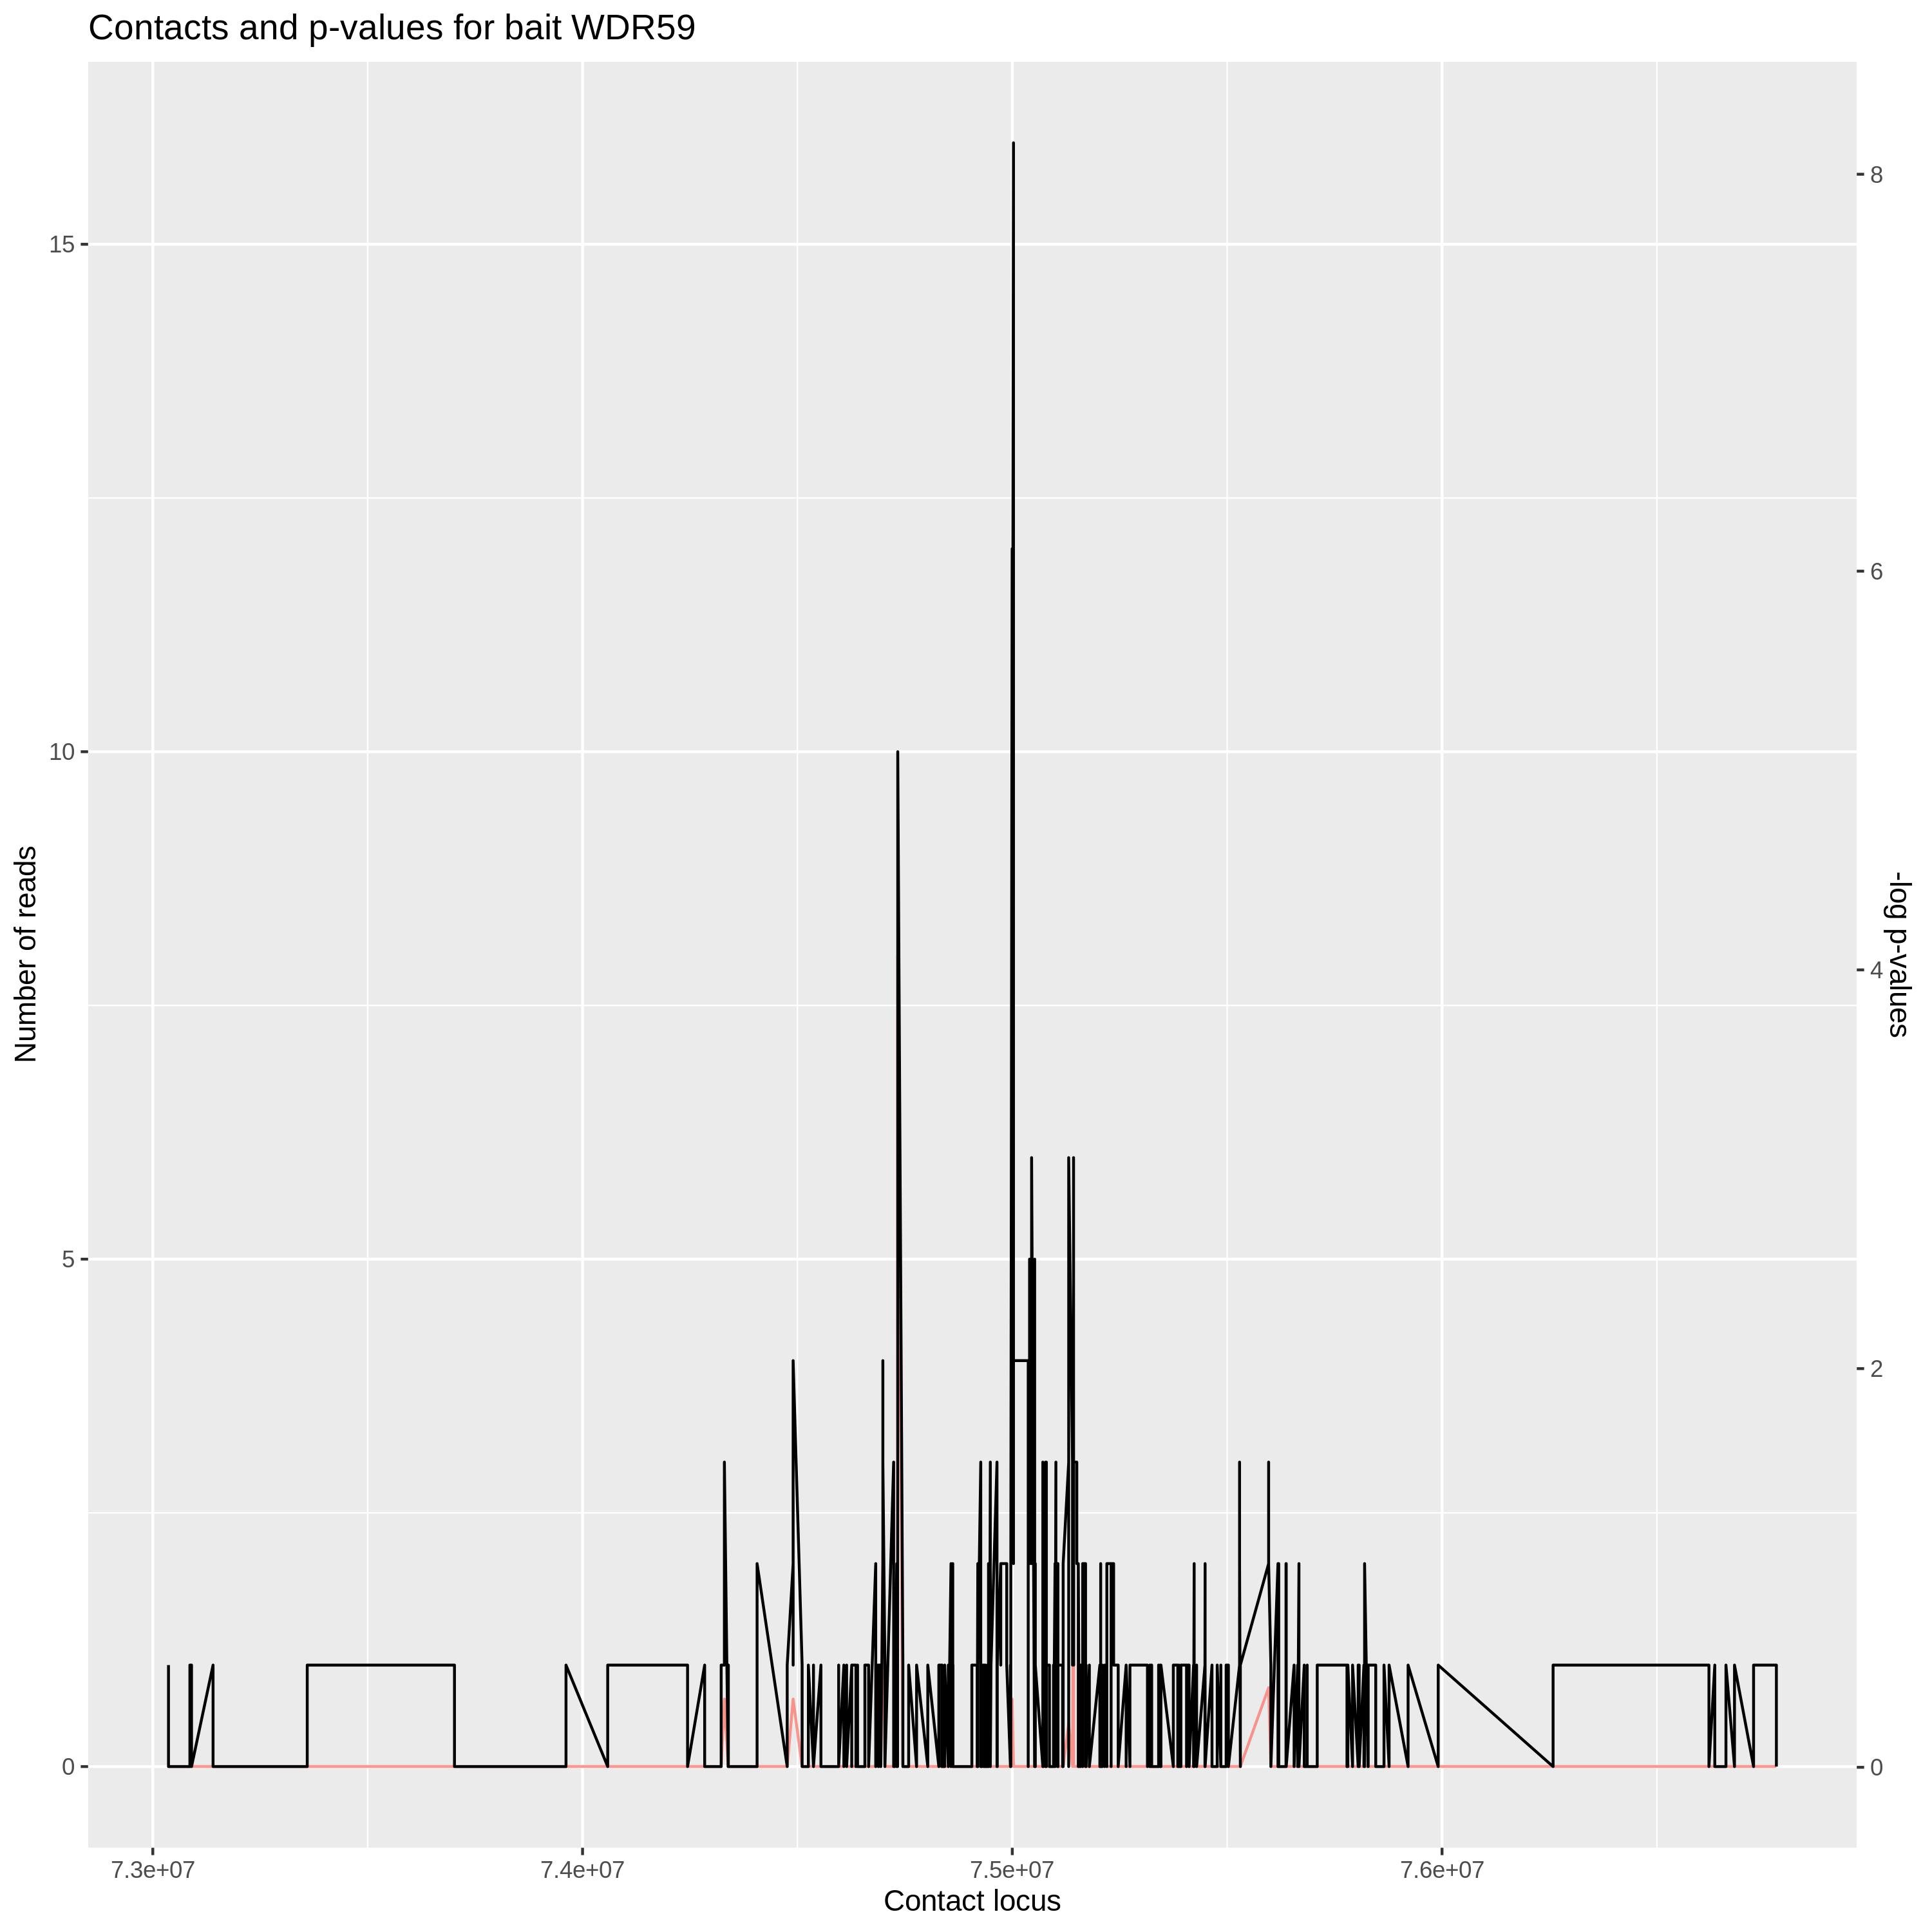 Contacts and p-values for bait WDR59
15
10
5
0
Number of reads
8
6
4
2
0
-log p-values
7.3e+07 7.4e+07 7.5e+07 7.6e+07
Contact locus